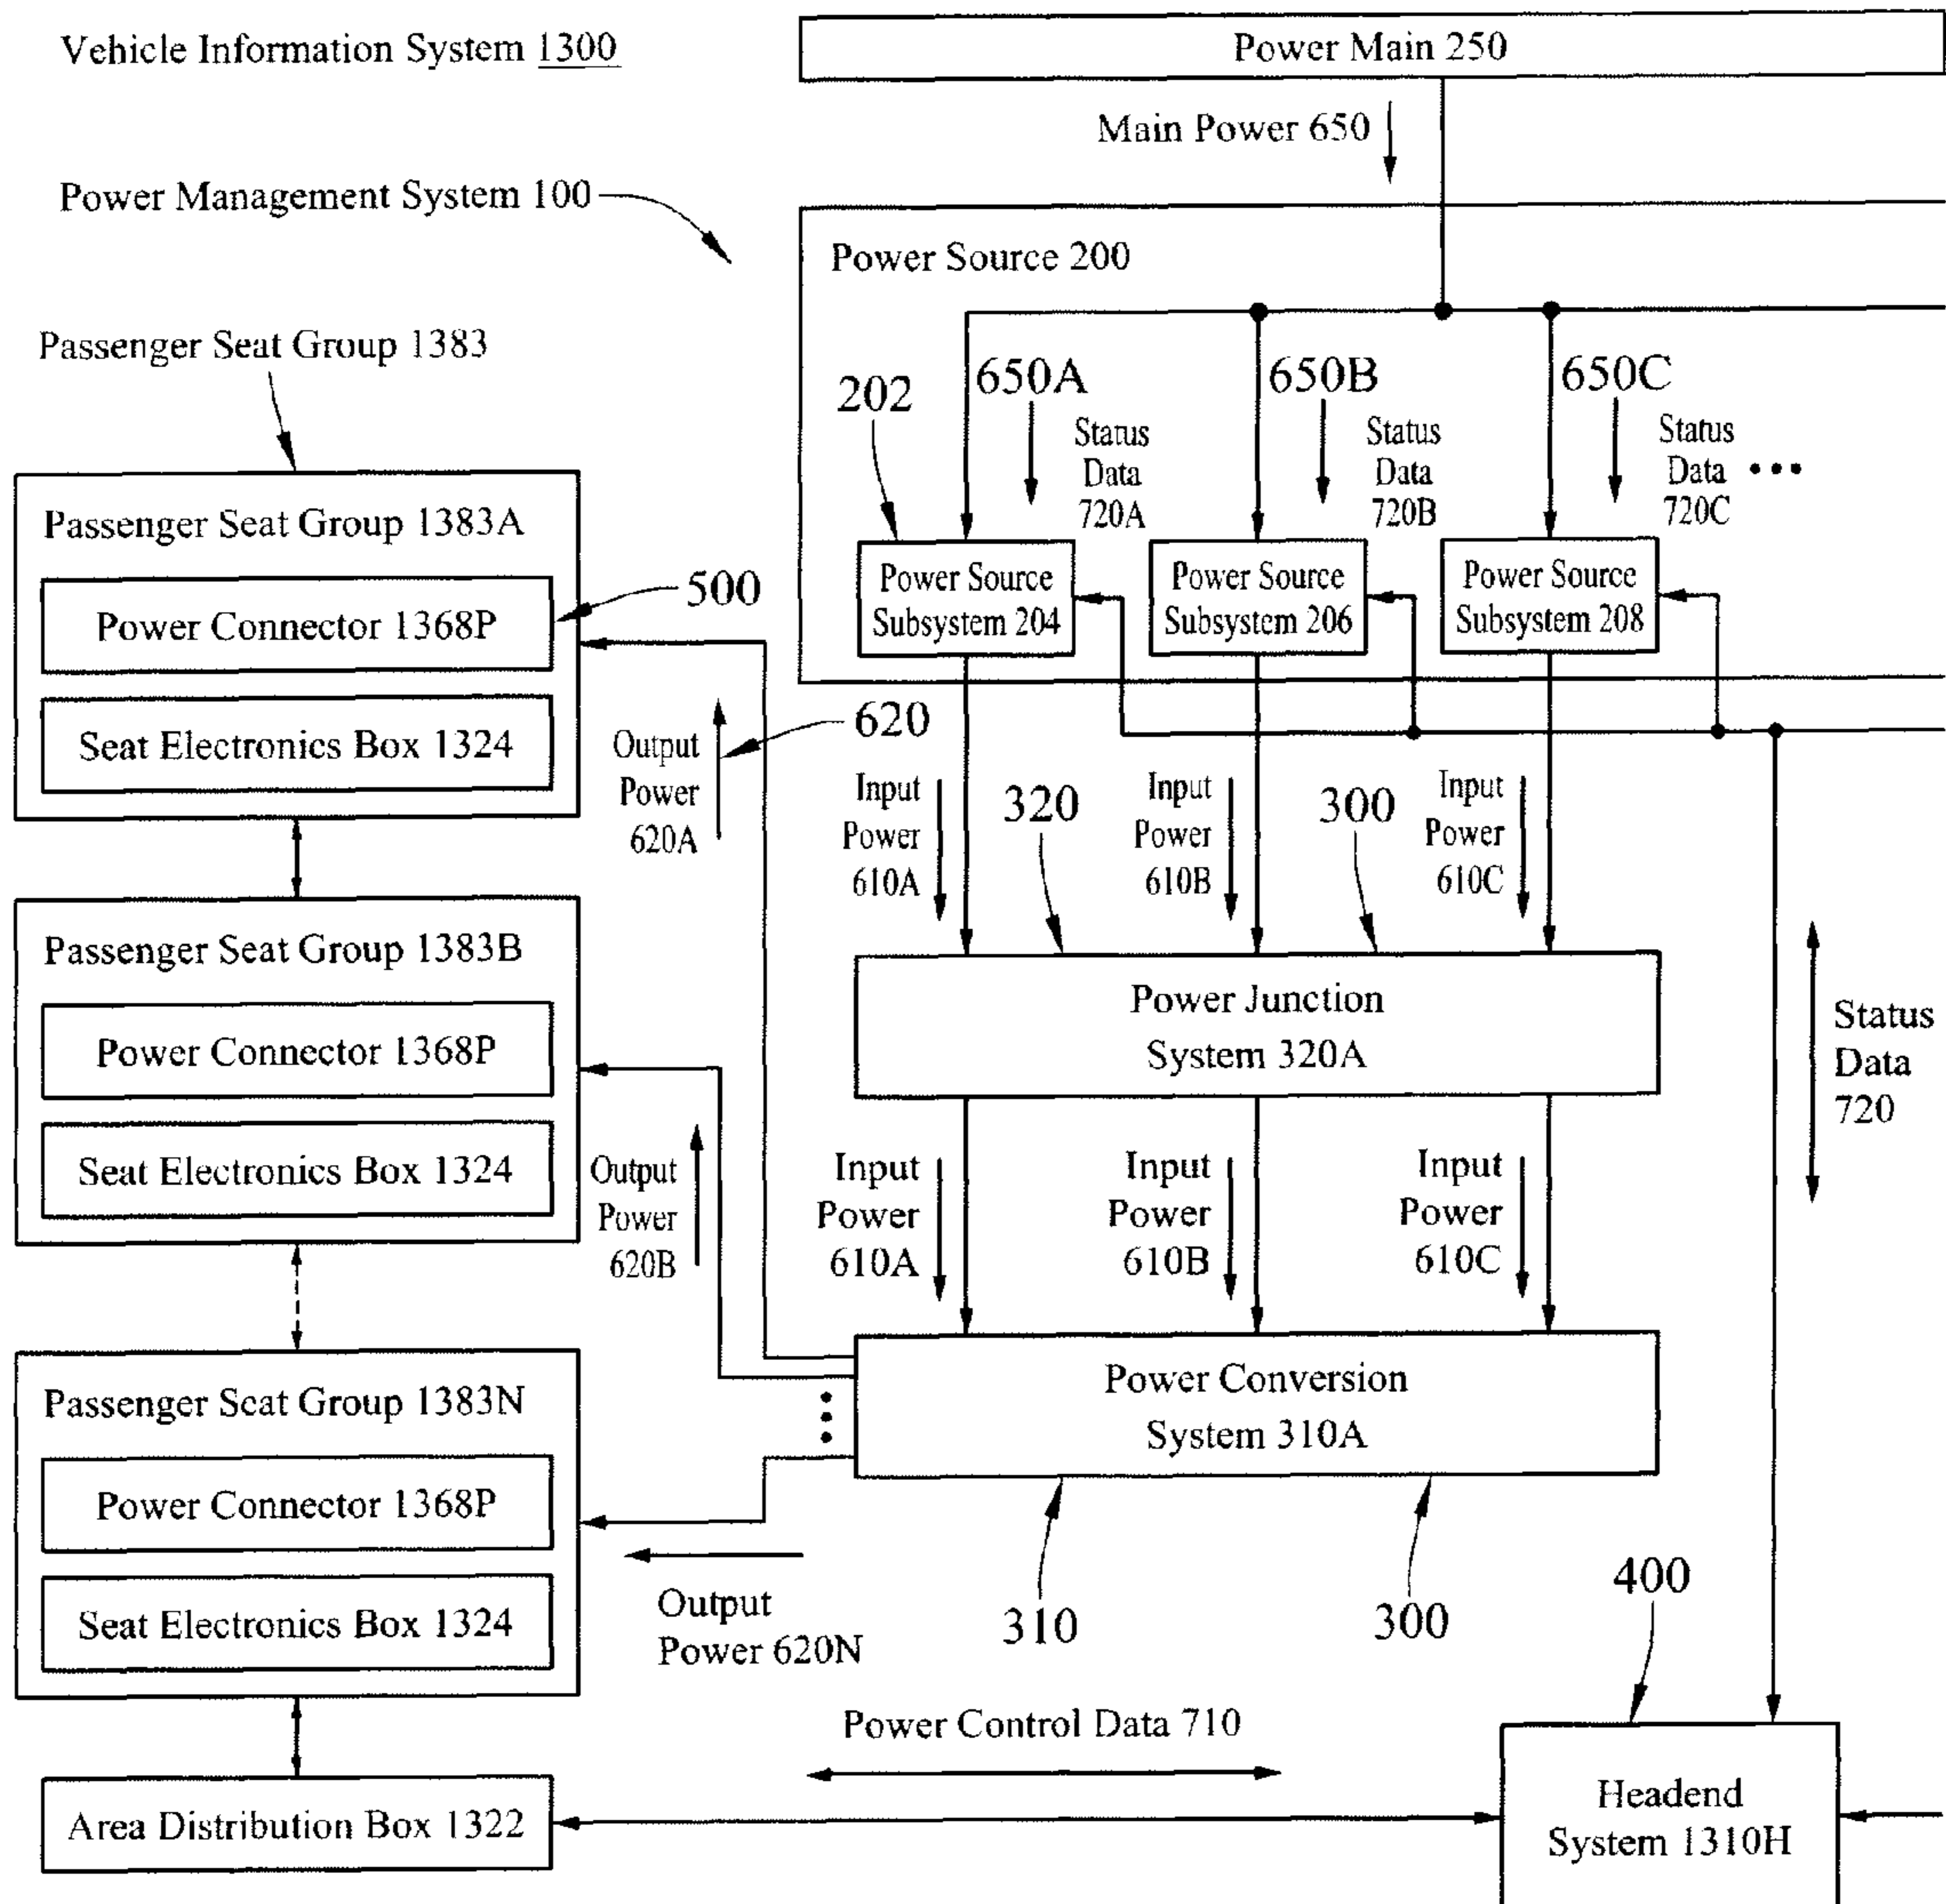 Vehicle Information System 1300
Power Main 250
Main Power 650
Power Management System 100
Power Source 200
Passenger Seat Group 1383
202
650A
650B
650C
Status
Data
720A
Status
Data
720B
Status
Data
720C
Power Source
Subsystem 204
Power Source
Subsystem 206
Power Source
Subsystem 208
Passenger Seat Group 1383A
Power Connector 1368P
Seat Electronics Box 1324
500
620
Output
Power
620A
Input
Power
610A
320
Input
Power
610B
300
Input
Power
610C
Passenger Seat Group 1383B
Power Connector 1368P
Seat Electronics Box 1324
Power Junction
System 320A
Status
Data
720
Output
Power
620B
Input
Power
610A
Input
Power
610B
Input
Power
610C
Passenger Seat Group 1383N
Power Connector 1368P
Seat Electronics Box 1324
Power Conversion
System 310A
Output
Power 620N
310
300
400
Power Control Data 710
Area Distribution Box 1322
Headend
System 1310H